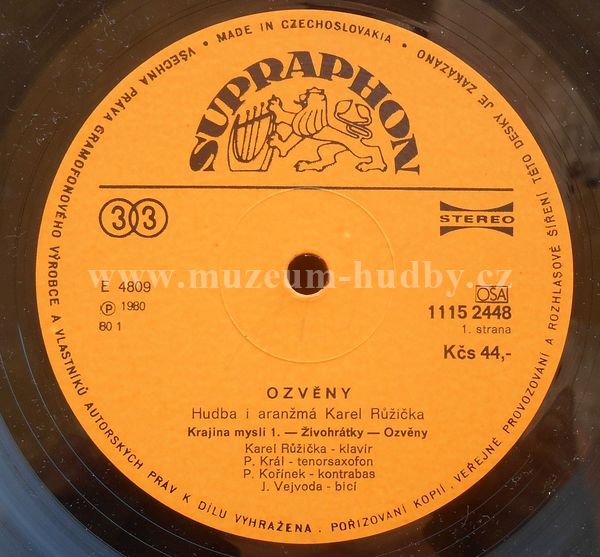 VŠECHNA PRÁVA GRAMOFONOVÉHO VÝROBCE A VLASTNÍKŮ AUTORSKÝCH PRÁV K DÍLU VYHRAŽENA. POŘIZOVÁNÍ KOPIÍ, VEŘEJNÉ PROVOZOVÁNÍ A ROZHLASOVÉ ŠÍŘENÍ TÉTO DESKY JE ZAKÁZÁNO
• MADE IN CZECHOSLOVAKIA •
SUPRAPHON
33
STEREO
www.muzeum-hudby.cz
E 4809
Ⓟ 1980
80 1
OSA
1115 2448
1. strana
Kčs 44,-
OZVĚNY
Hudba i aranžmá Karel Růžička
Krajina mysli 1. — Živohrátky — Ozvěny
Karel Růžička - klavír
P. Král - tenorsaxofon
P. Kořínek - kontrabas
J. Vejvoda - bicí